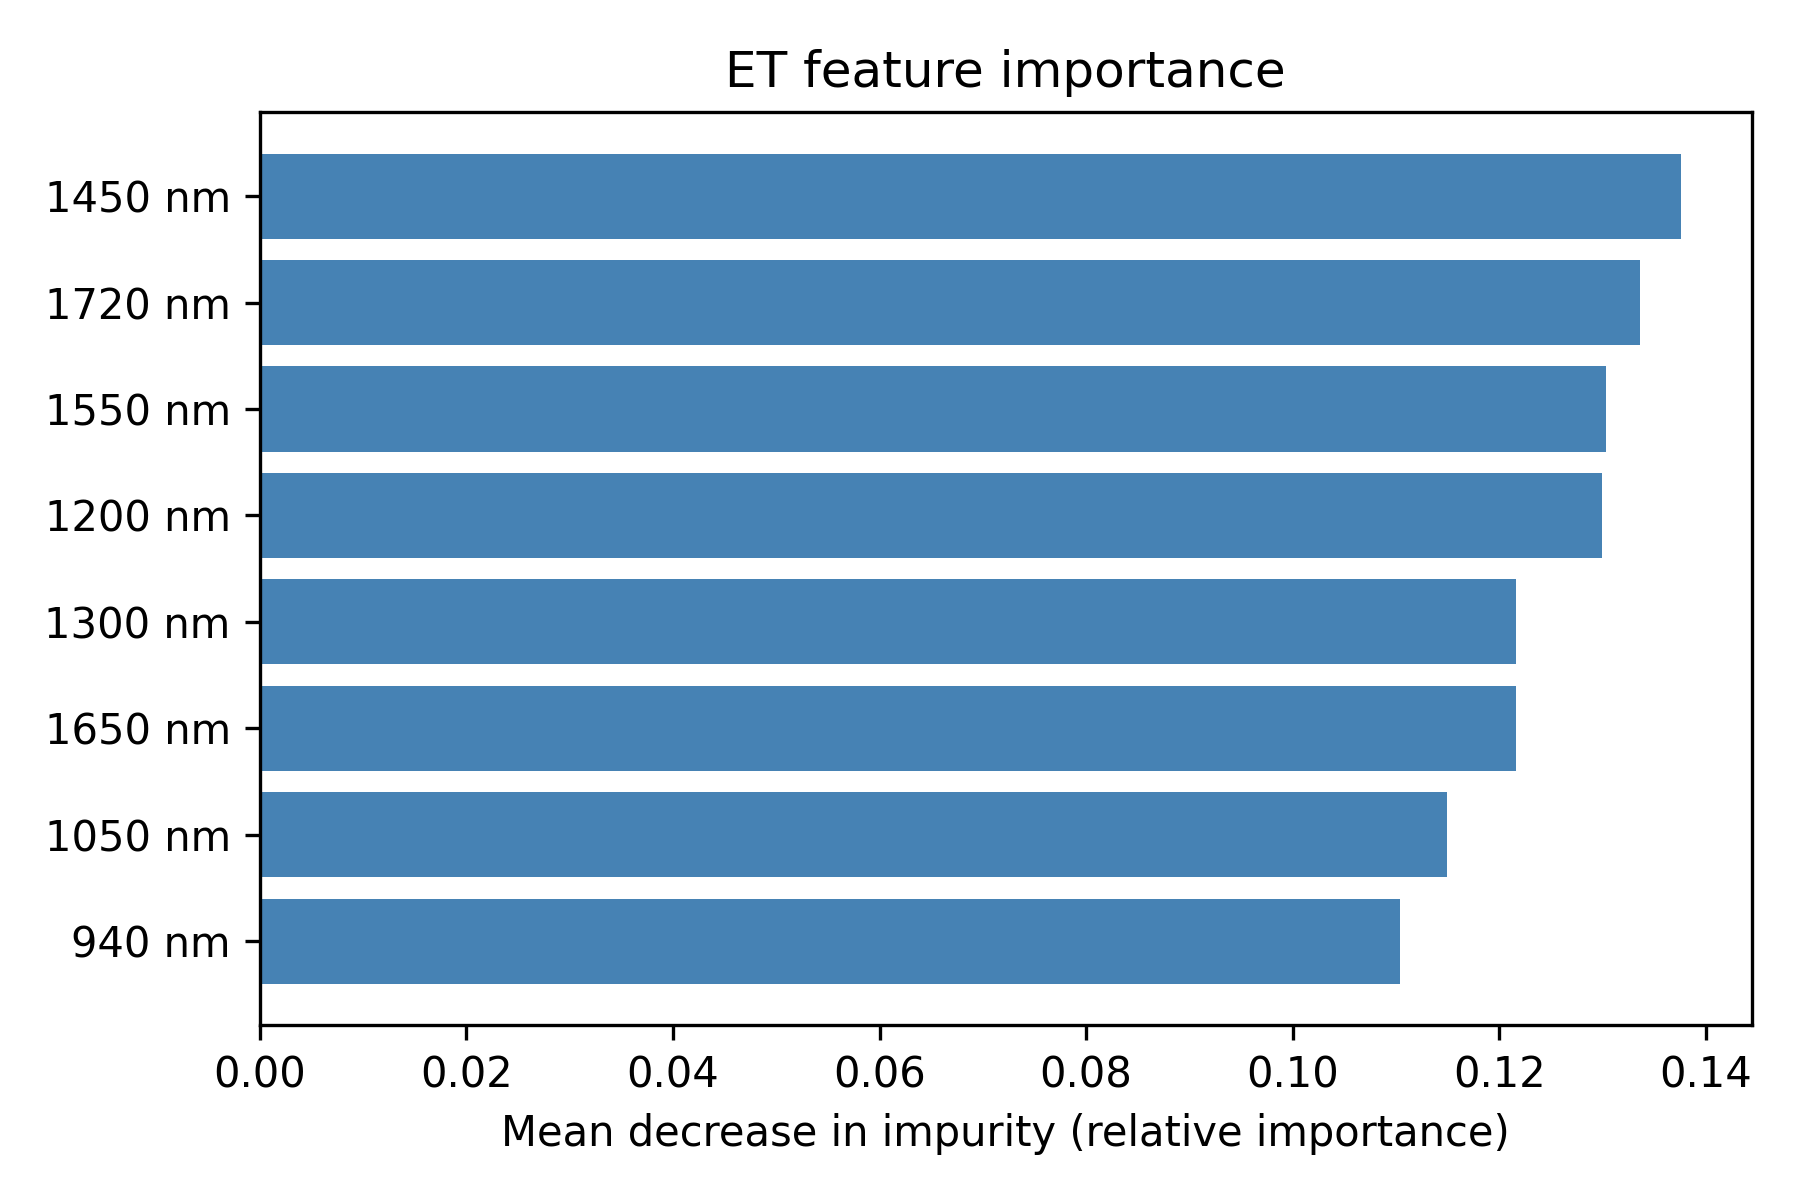 ET feature importance
1450 nm
1720 nm
1550 nm
1200 nm
1300 nm
1650 nm
1050 nm
940 nm
0.00 0.02 0.04 0.06 0.08 0.10 0.12 0.14
Mean decrease in impurity (relative importance)